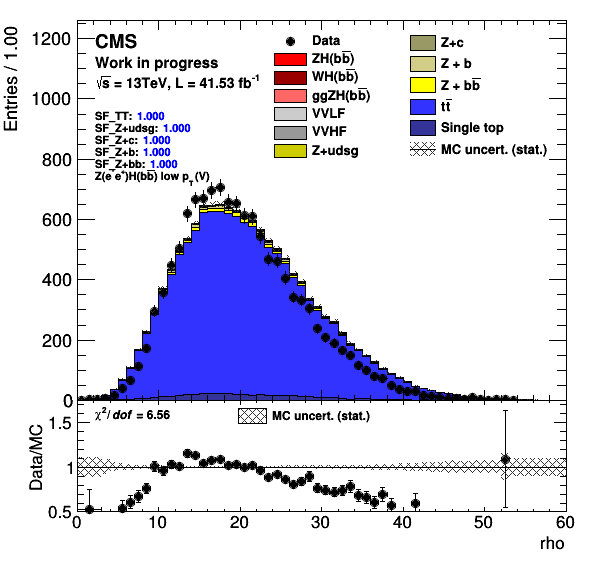 Entries / 1.00
1200
1000
800
600
400
200
0
CMS
Work in progress
√s = 13TeV, L = 41.53 fb⁻¹
SF_TT: 1.000
SF_Z+udsg: 1.000
SF_Z+c: 1.000
SF_Z+b: 1.000
SF_Z+bb: 1.000
Z(e⁻e⁺)H(bb̅) low p_T(V)
Data
ZH(bb̅)
WH(bb̅)
ggZH(bb̅)
VVLF
VVHF
Z+udsg
Z+c
Z + b
Z + bb̅
tt̅
Single top
MC uncert. (stat.)
Data/MC
1.5
1
0.5
χ²/dof = 6.56
MC uncert. (stat.)
0 10 20 30 40 50 60
rho